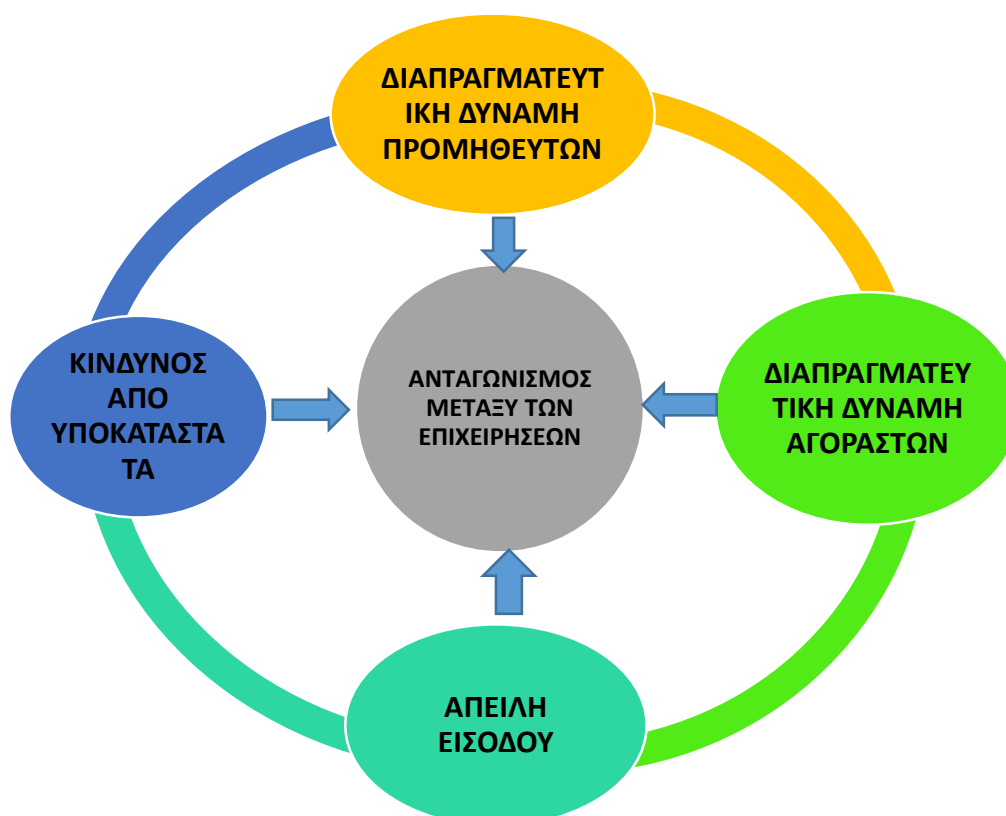 ΔΙΑΠΡΑΓΜΑΤΕΥΤ
ΙΚΗ ΔΥΝΑΜΗ
ΠΡΟΜΗΘΕΥΤΩΝ
ΚΙΝΔΥΝΟΣ
ΑΠΟ
ΥΠΟΚΑΤΑΣΤΑ
ΤΑ
ΑΝΤΑΓΩΝΙΣΜΟΣ
ΜΕΤΑΞΥ ΤΩΝ
ΕΠΙΧΕΙΡΗΣΕΩΝ
ΔΙΑΠΡΑΓΜΑΤΕΥ
ΤΙΚΗ ΔΥΝΑΜΗ
ΑΓΟΡΑΣΤΩΝ
ΑΠΕΙΛΗ
ΕΙΣΟΔΟΥ